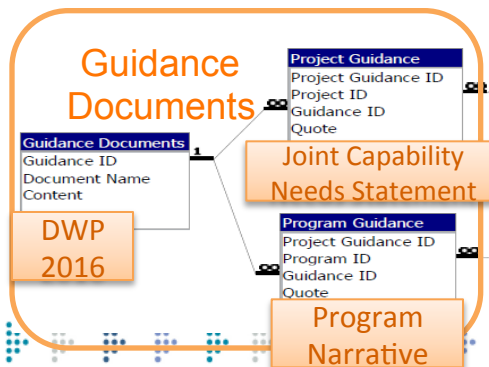 Guidance
Documents
Project Guidance
Project Guidance ID
Project ID
Guidance ID
Quote
Joint Capability
Needs Statement
Guidance Documents
Guidance ID
Document Name
Content
1
∞
∞
∞
∞
DWP
2016
Program Guidance
Project Guidance ID
Program ID
Guidance ID
Quote
Program
Narrative